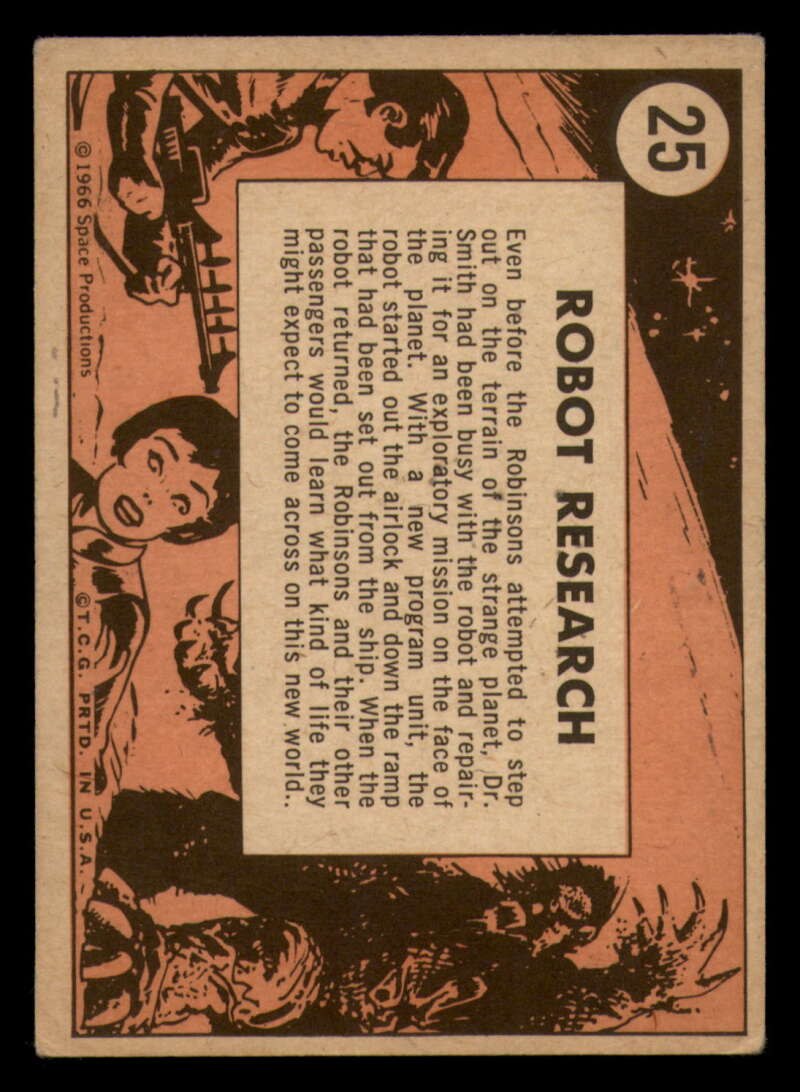 25
ROBOT RESEARCH
Even before the Robinsons attempted to step
out on the terrain of the strange planet, Dr.
Smith had been busy with the robot and repair-
ing it for an exploratory mission on the face of
the planet. With a new program unit, the
robot started out the airlock and down the ramp
that had been set out from the ship. When the
robot returned, the Robinsons and their other
passengers would learn what kind of life they
might expect to come across on this new world..
©1966 Space Productions
©T.C.G. PRTD. IN U.S.A.